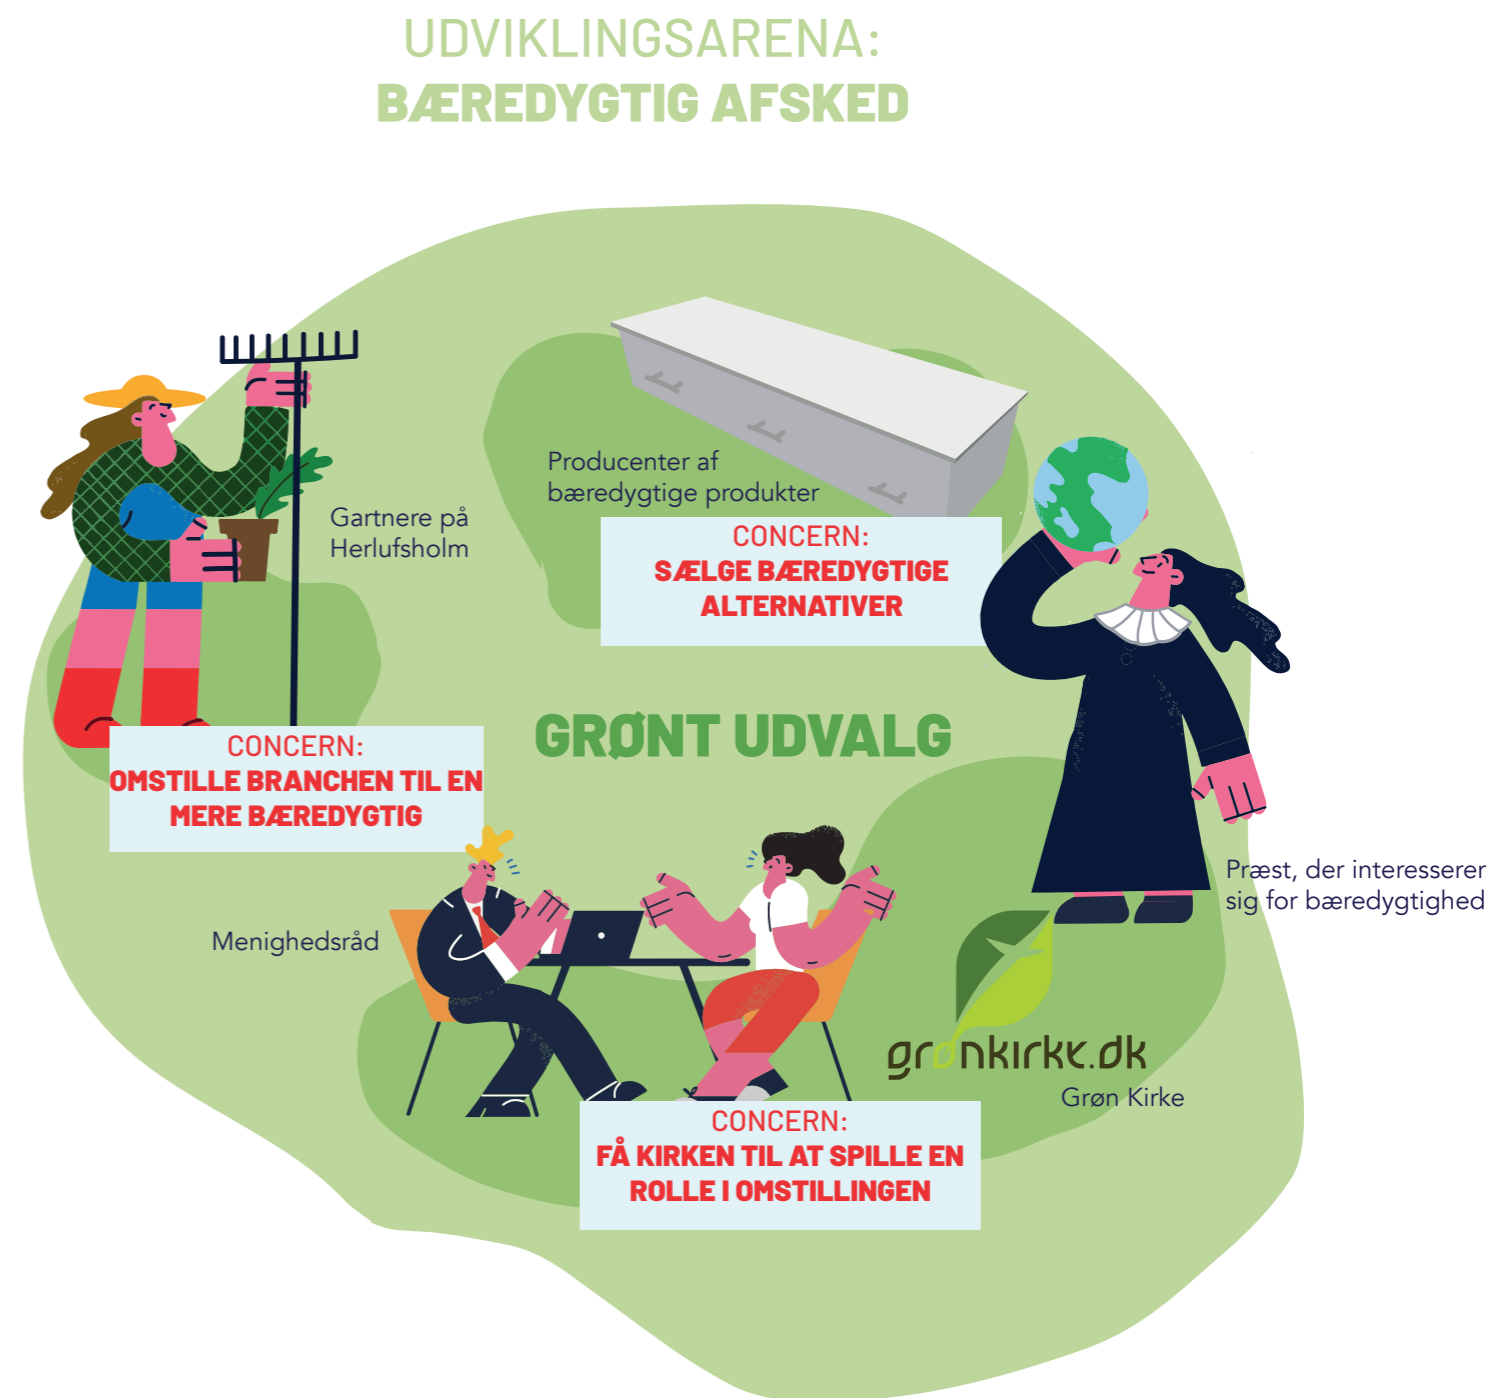 UDVIKLINGSARENA:
BÆREDYGTIG AFSKED
Producenter af
bæredygtige produkter
CONCERN:
SÆLGE BÆREDYGTIGE
ALTERNATIVER
Gartnere på
Herlufsholm
CONCERN:
OMSTILLE BRANCHEN TIL EN
MERE BÆREDYGTIG
GRØNT UDVALG
Præst, der interesserer
sig for bæredygtighed
Menighedsråd
grønkirke.dk
Grøn Kirke
CONCERN:
FÅ KIRKEN TIL AT SPILLE EN
ROLLE I OMSTILLINGEN